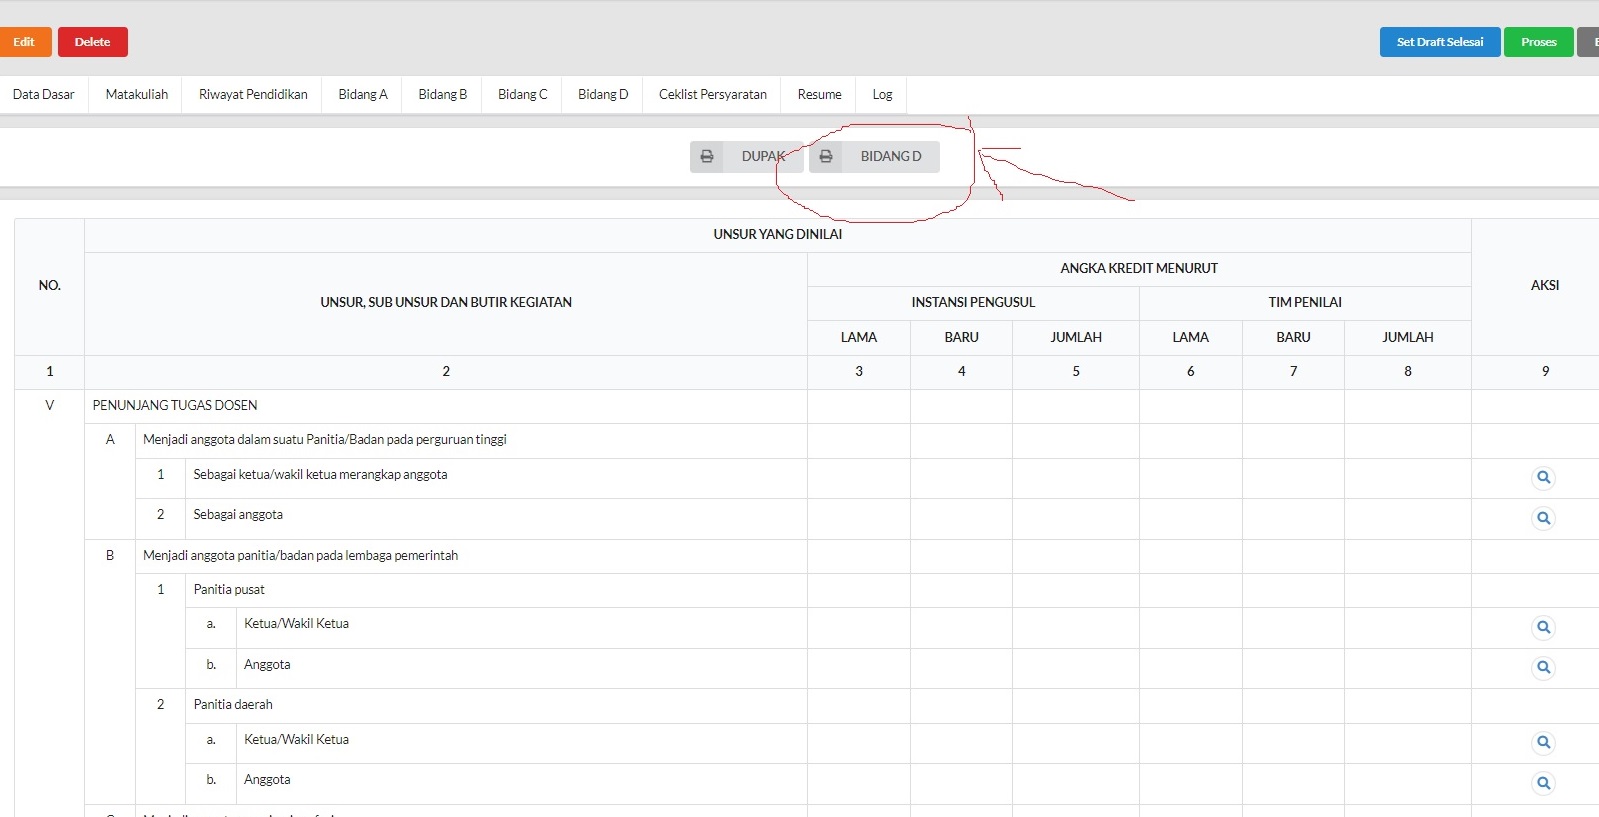 Edit Delete Set Draft Selesai Proses
Data Dasar Matakuliah Riwayat Pendidikan Bidang A Bidang B Bidang C Bidang D Ceklist Persyaratan Resume Log
DUPAK BIDANG D
UNSUR YANG DINILAI
NO. UNSUR, SUB UNSUR DAN BUTIR KEGIATAN ANGKA KREDIT MENURUT AKSI
INSTANSI PENGUSUL TIM PENILAI
LAMA BARU JUMLAH LAMA BARU JUMLAH
1 2 3 4 5 6 7 8 9
V PENUNJANG TUGAS DOSEN
A Menjadi anggota dalam suatu Panitia/Badan pada perguruan tinggi
1 Sebagai ketua/wakil ketua merangkap anggota
2 Sebagai anggota
B Menjadi anggota panitia/badan pada lembaga pemerintah
1 Panitia pusat
a. Ketua/Wakil Ketua
b. Anggota
2 Panitia daerah
a. Ketua/Wakil Ketua
b. Anggota